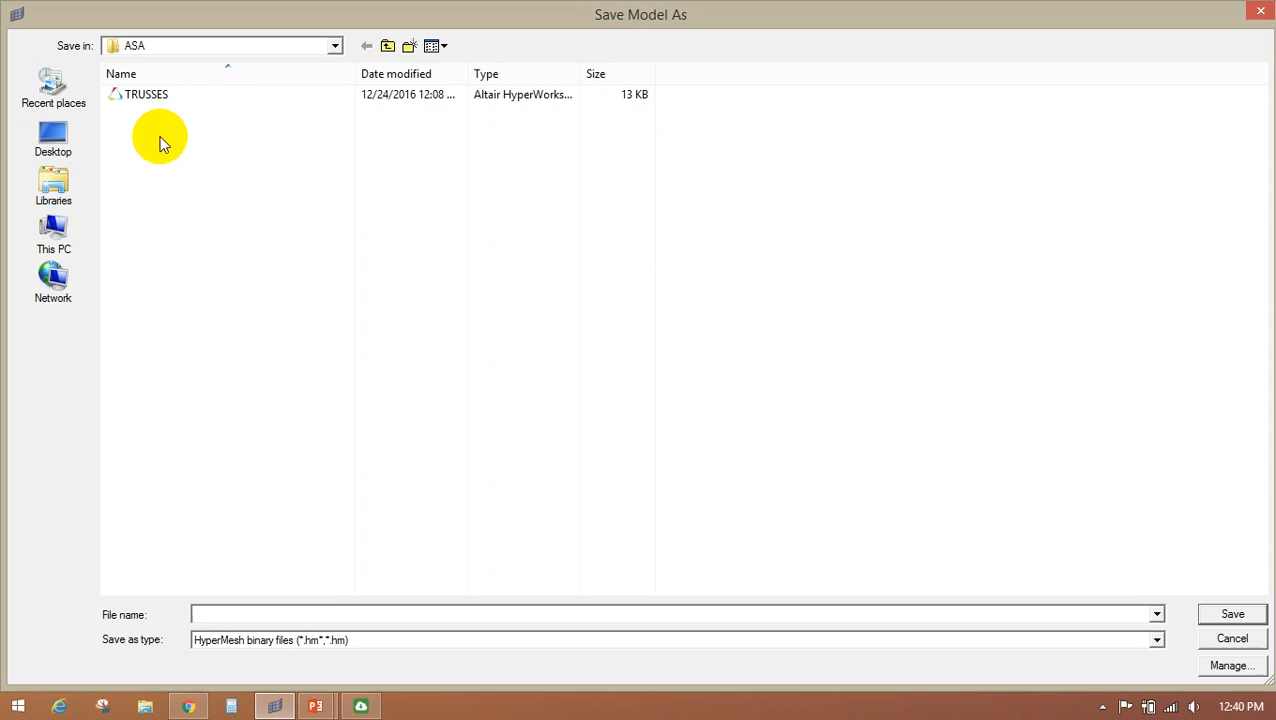 Save Model As
Save in:
ASA
Name
Date modified
Type
Size
TRUSSES
12/24/2016 12:08 ...
Altair HyperWorks...
13 KB
Recent places
Desktop
Libraries
This PC
Network
File name:
Save
Save as type:
HyperMesh binary files (*.hm*,*.hm)
Cancel
Manage...
12:40 PM